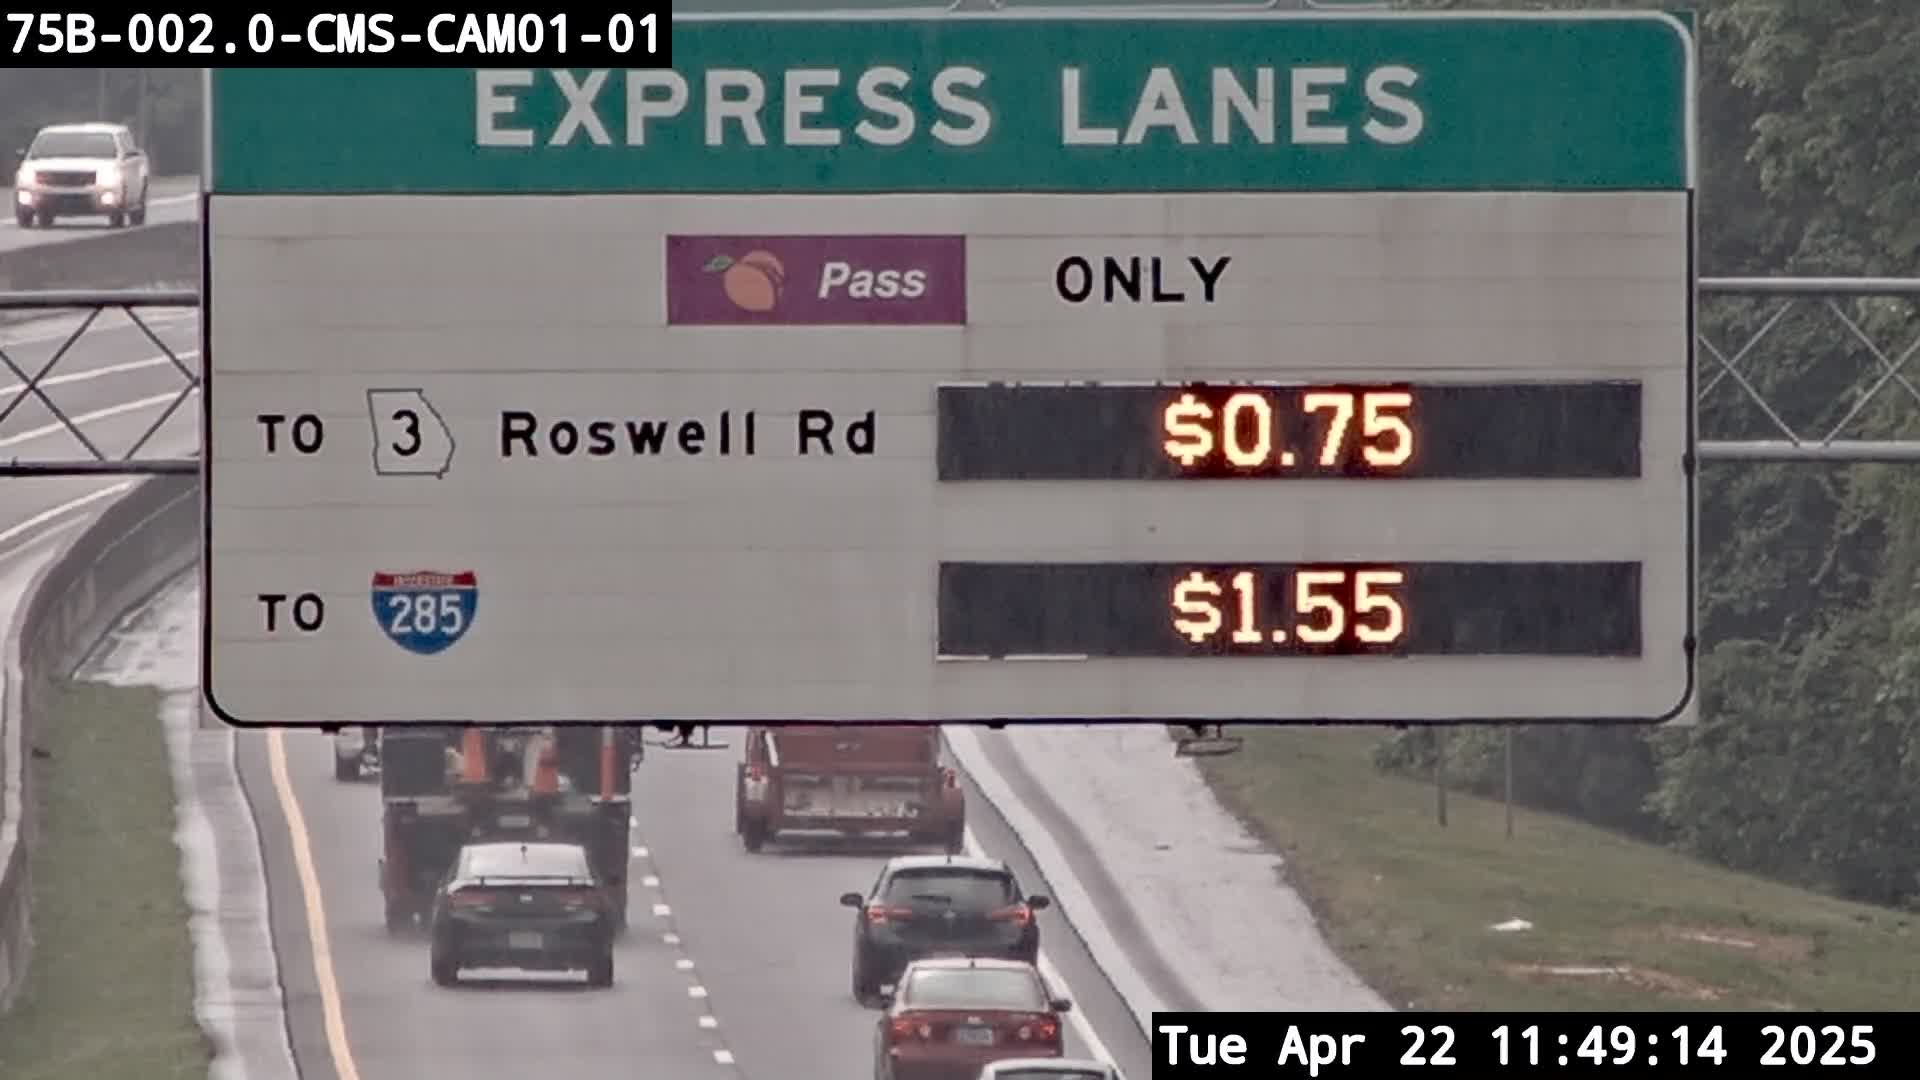 75B-002.0-CMS-CAM01-01
EXPRESS LANES
Pass ONLY
TO 3 Roswell Rd $0.75
INTERSTATE
TO 285 $1.55
Tue Apr 22 11:49:14 2025